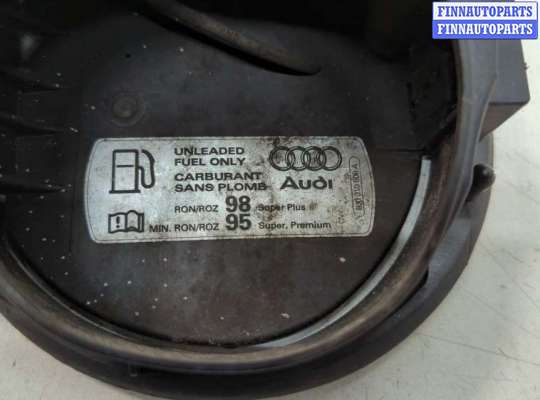 FINNAUTOPARTS
FINNAUTOPARTS
UNLEADED
FUEL ONLY
CARBURANT
SANS PLOMB
Audi
RON/ROZ 98 Super Plus
MIN. RON/ROZ 95 Super, Premium